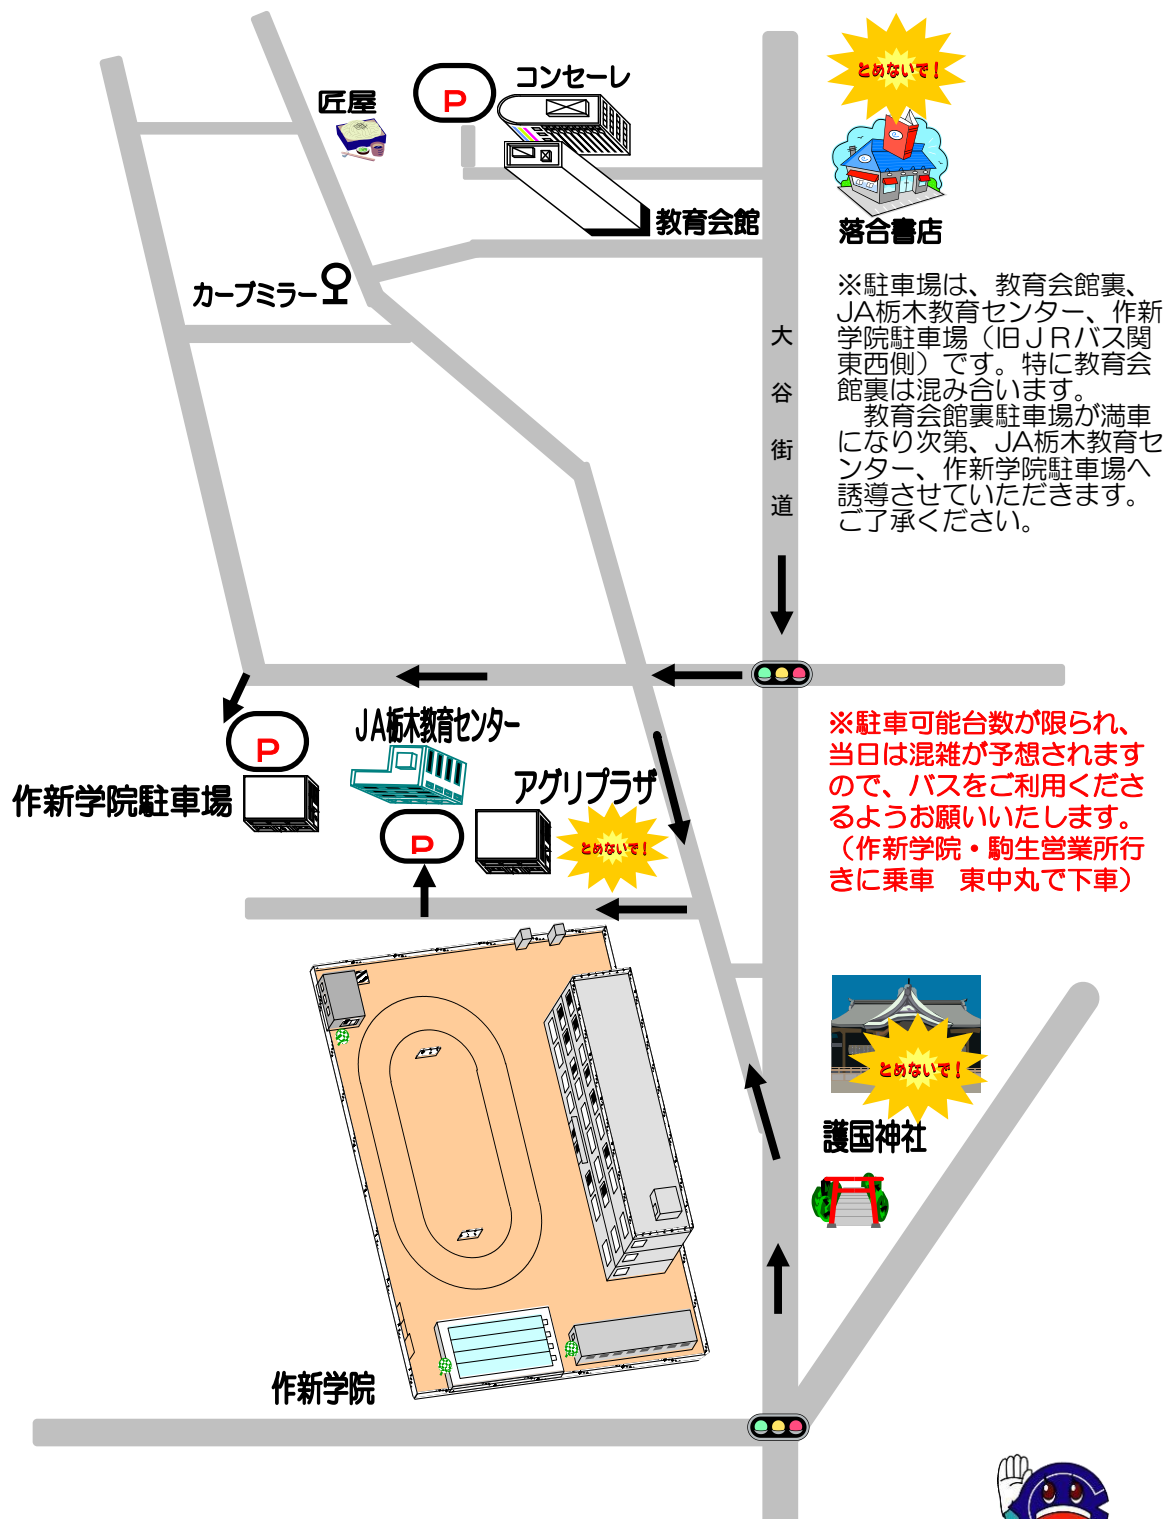 とめないで！
コンセーレ
P
匠屋
教育会館
落合書店
カーブミラー
※駐車場は、教育会館裏、
JA栃木教育センター、作新
学院駐車場（旧ＪＲバス関
東西側）です。特に教育会
館裏は混み合います。
　教育会館裏駐車場が満車
になり次第、JA栃木教育セ
ンター、作新学院駐車場へ
誘導させていただきます。
ご了承ください。
大谷街道
※駐車可能台数が限られ、
当日は混雑が予想されます
ので、バスをご利用くださ
るようお願いいたします。
（作新学院・駒生営業所行
きに乗車　東中丸で下車）
JA栃木教育センター
P
アグリプラザ
作新学院駐車場
P
とめないで！
とめないで！
護国神社
作新学院